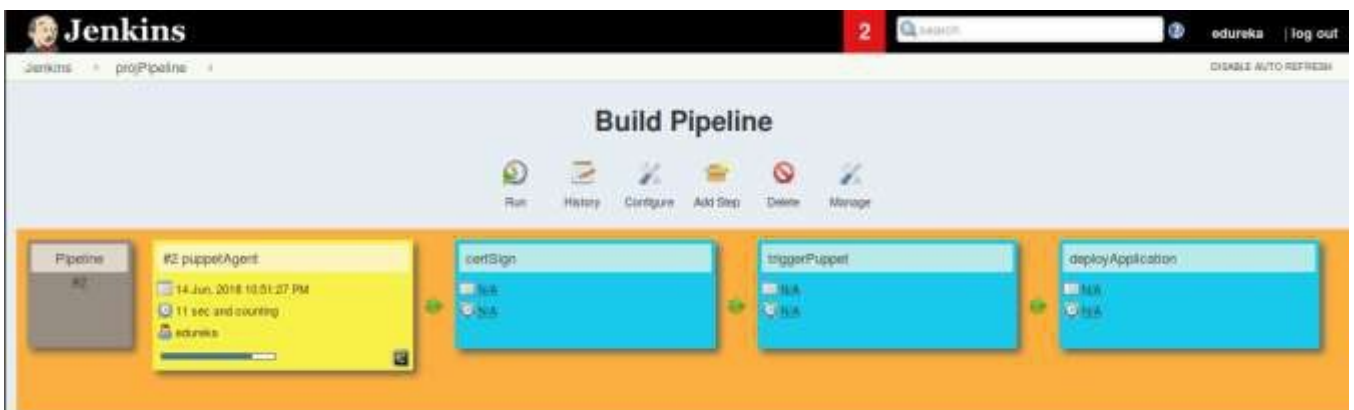 Jenkins
2
search
edureka | log out
Jenkins
projPipeline
DISABLE AUTO REFRESH
Build Pipeline
Run
History
Configure
Add Step
Delete
Manage
Pipeline
#2
#2 puppetAgent
14 Jun, 2016 10:51:27 PM
11 sec and counting
edureka
certSign
N/A
N/A
triggerPuppet
N/A
N/A
deployApplication
N/A
N/A